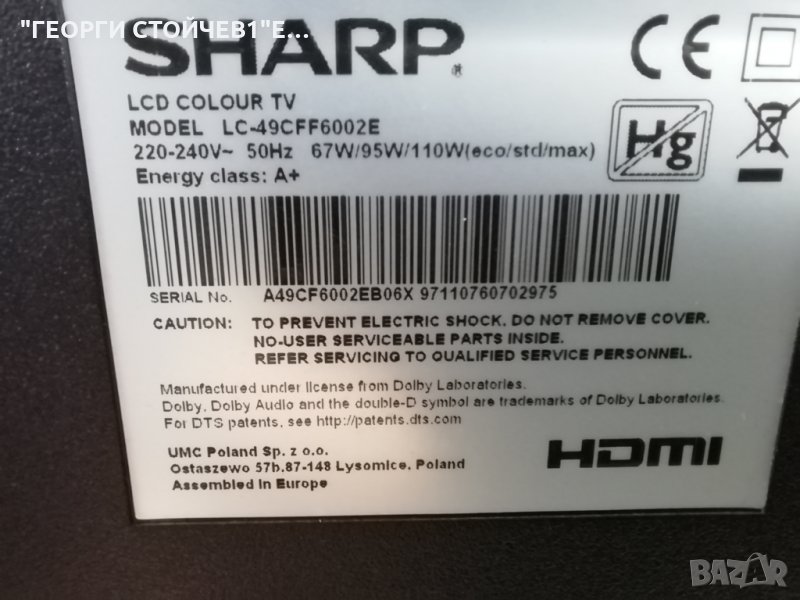 "ГЕОРГИ СТОЙЧЕВ1"Е...
SHARP®
LCD COLOUR TV
MODEL LC-49CFF6002E
220-240V~ 50Hz 67W/95W/110W(eco/std/max)
Energy class: A+
CE
Hg
SERIAL No. A49CF6002EB06X 97110760702975
CAUTION: TO PREVENT ELECTRIC SHOCK. DO NOT REMOVE COVER.
NO-USER SERVICEABLE PARTS INSIDE.
REFER SERVICING TO QUALIFIED SERVICE PERSONNEL.
Manufactured under license from Dolby Laboratories.
Dolby, Dolby Audio and the double-D symbol are trademarks of Dolby Laboratories.
For DTS patents, see http://patents.dts.com
UMC Poland Sp. z o.o.
Ostaszewo 57b,87-148 Lysomice, Poland
Assembled In Europe
HDMI
BAZAR